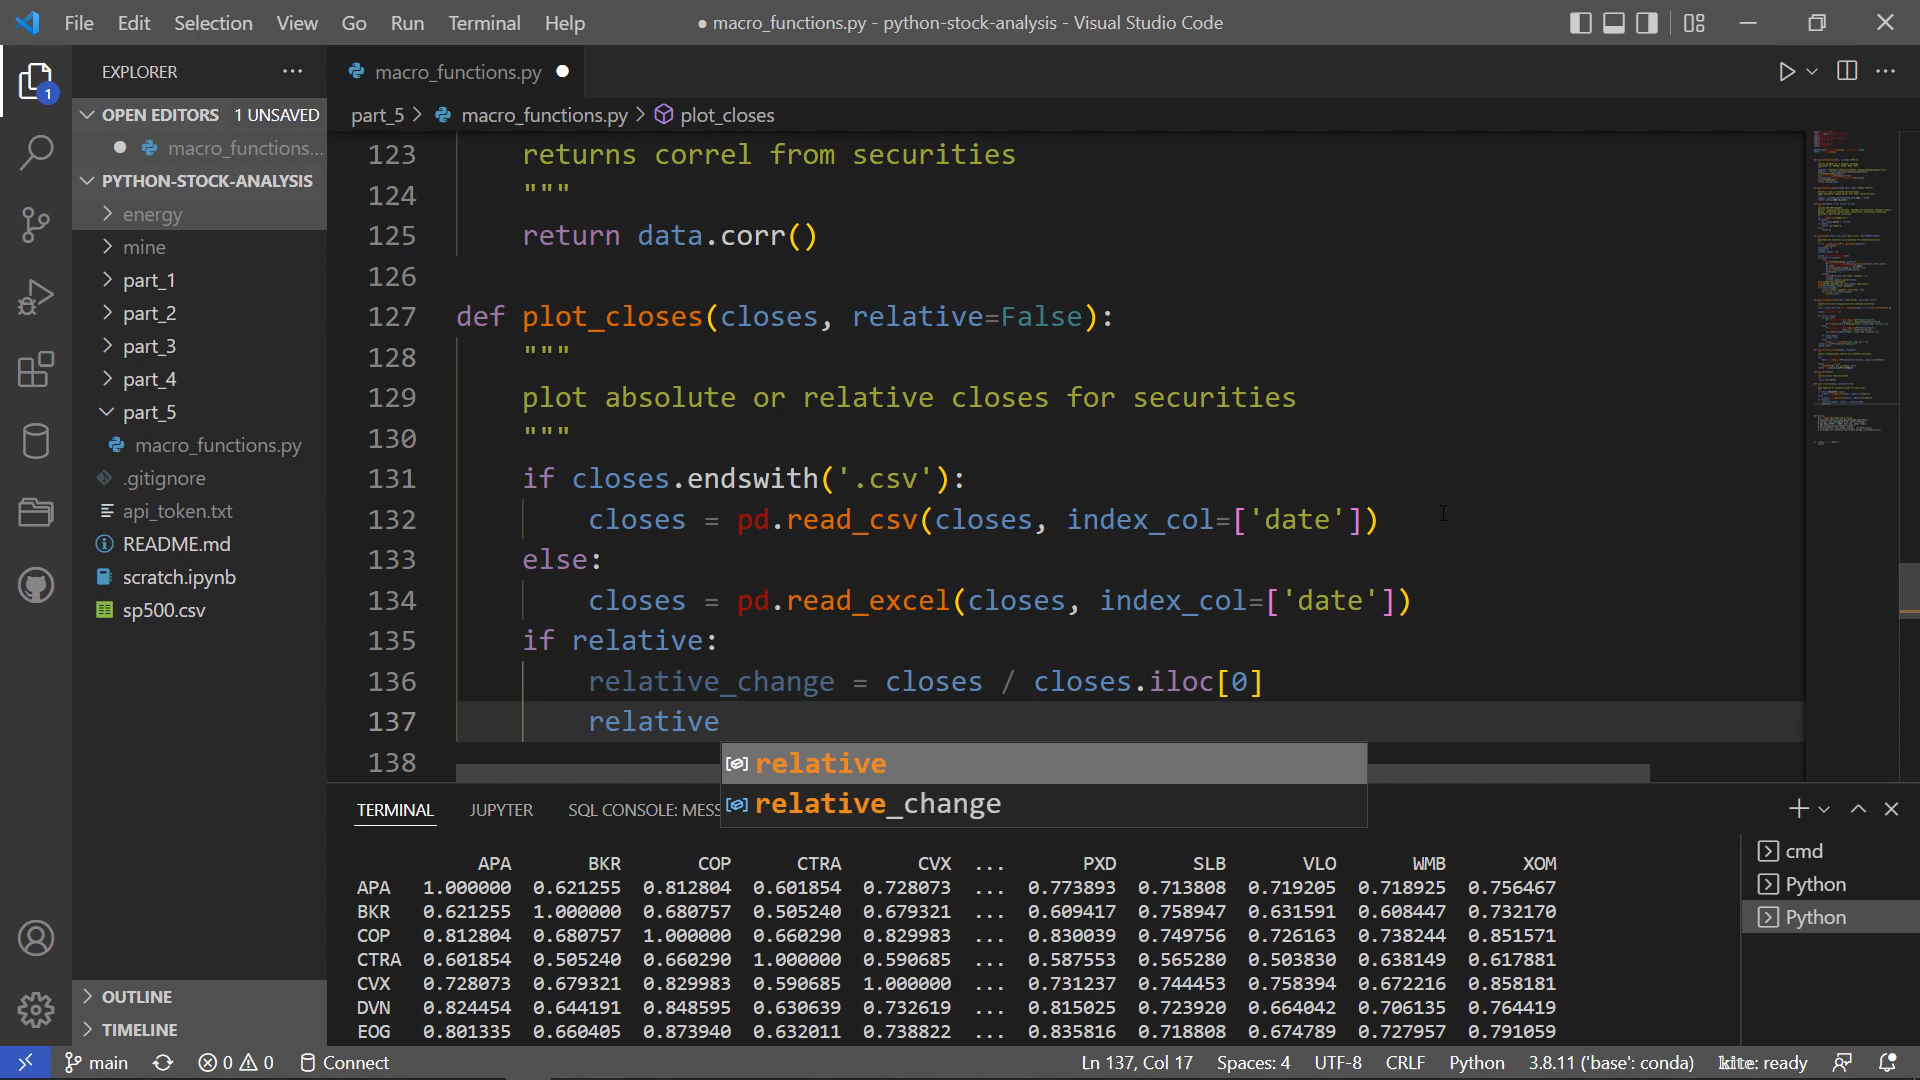 File Edit Selection View Go Run Terminal Help
● macro_functions.py - python-stock-analysis - Visual Studio Code
EXPLORER
1
OPEN EDITORS 1 UNSAVED
macro_functions...
PYTHON-STOCK-ANALYSIS
energy
mine
part_1
part_2
part_3
part_4
part_5
macro_functions.py
.gitignore
api_token.txt
README.md
scratch.ipynb
sp500.csv
OUTLINE
TIMELINE
macro_functions.py
part_5 > macro_functions.py > plot_closes
123 returns correl from securities
124 """
125 return data.corr()
126
127 def plot_closes(closes, relative=False):
128 """
129 plot absolute or relative closes for securities
130 """
131 if closes.endswith('.csv'):
132 closes = pd.read_csv(closes, index_col=['date'])
133 else:
134 closes = pd.read_excel(closes, index_col=['date'])
135 if relative:
136 relative_change = closes / closes.iloc[0]
137 relative
138
relative
relative_change
TERMINAL JUPYTER SQL CONSOLE: MESS
APA BKR COP CTRA CVX ... PXD SLB VLO WMB XOM
APA 1.000000 0.621255 0.812804 0.601854 0.728073 ... 0.773893 0.713808 0.719205 0.718925 0.756467
BKR 0.621255 1.000000 0.680757 0.505240 0.679321 ... 0.609417 0.758947 0.631591 0.608447 0.732170
COP 0.812804 0.680757 1.000000 0.660290 0.829983 ... 0.830039 0.749756 0.726163 0.738244 0.851571
CTRA 0.601854 0.505240 0.660290 1.000000 0.590685 ... 0.587553 0.565280 0.503830 0.638149 0.617881
CVX 0.728073 0.679321 0.829983 0.590685 1.000000 ... 0.731237 0.744453 0.758394 0.672216 0.858181
DVN 0.824454 0.644191 0.848595 0.630639 0.732619 ... 0.815025 0.723920 0.664042 0.706135 0.764419
EOG 0.801335 0.660405 0.873940 0.632011 0.738822 ... 0.835816 0.718808 0.674789 0.727957 0.791059
cmd
Python
Python
main 0 0 Connect
Ln 137, Col 17 Spaces: 4 UTF-8 CRLF Python 3.8.11 ('base': conda) kite: ready